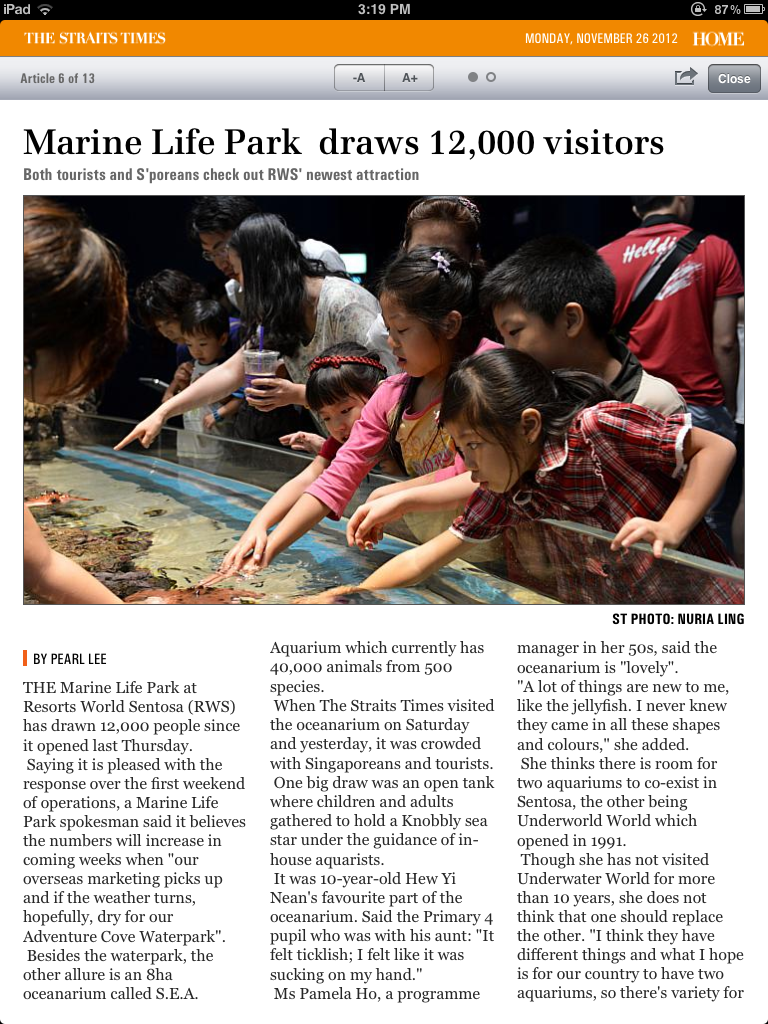 iPad
3:19 PM
87%
THE STRAITS TIMES
MONDAY, NOVEMBER 26 2012
HOME
Article 6 of 13
-A
A+
Close
Marine Life Park draws 12,000 visitors
Both tourists and S'poreans check out RWS' newest attraction
ST PHOTO: NURIA LING
BY PEARL LEE
THE Marine Life Park at
Resorts World Sentosa (RWS)
has drawn 12,000 people since
it opened last Thursday.
Saying it is pleased with the
response over the first weekend
of operations, a Marine Life
Park spokesman said it believes
the numbers will increase in
coming weeks when "our
overseas marketing picks up
and if the weather turns,
hopefully, dry for our
Adventure Cove Waterpark".
Besides the waterpark, the
other allure is an 8ha
oceanarium called S.E.A.
Aquarium which currently has
40,000 animals from 500
species.
When The Straits Times visited
the oceanarium on Saturday
and yesterday, it was crowded
with Singaporeans and tourists.
One big draw was an open tank
where children and adults
gathered to hold a Knobbly sea
star under the guidance of in-
house aquarists.
It was 10-year-old Hew Yi
Nean's favourite part of the
oceanarium. Said the Primary 4
pupil who was with his aunt: "It
felt ticklish; I felt like it was
sucking on my hand."
Ms Pamela Ho, a programme
manager in her 50s, said the
oceanarium is "lovely".
"A lot of things are new to me,
like the jellyfish. I never knew
they came in all these shapes
and colours," she added.
She thinks there is room for
two aquariums to co-exist in
Sentosa, the other being
Underworld World which
opened in 1991.
Though she has not visited
Underwater World for more
than 10 years, she does not
think that one should replace
the other. "I think they have
different things and what I hope
is for our country to have two
aquariums, so there's variety for